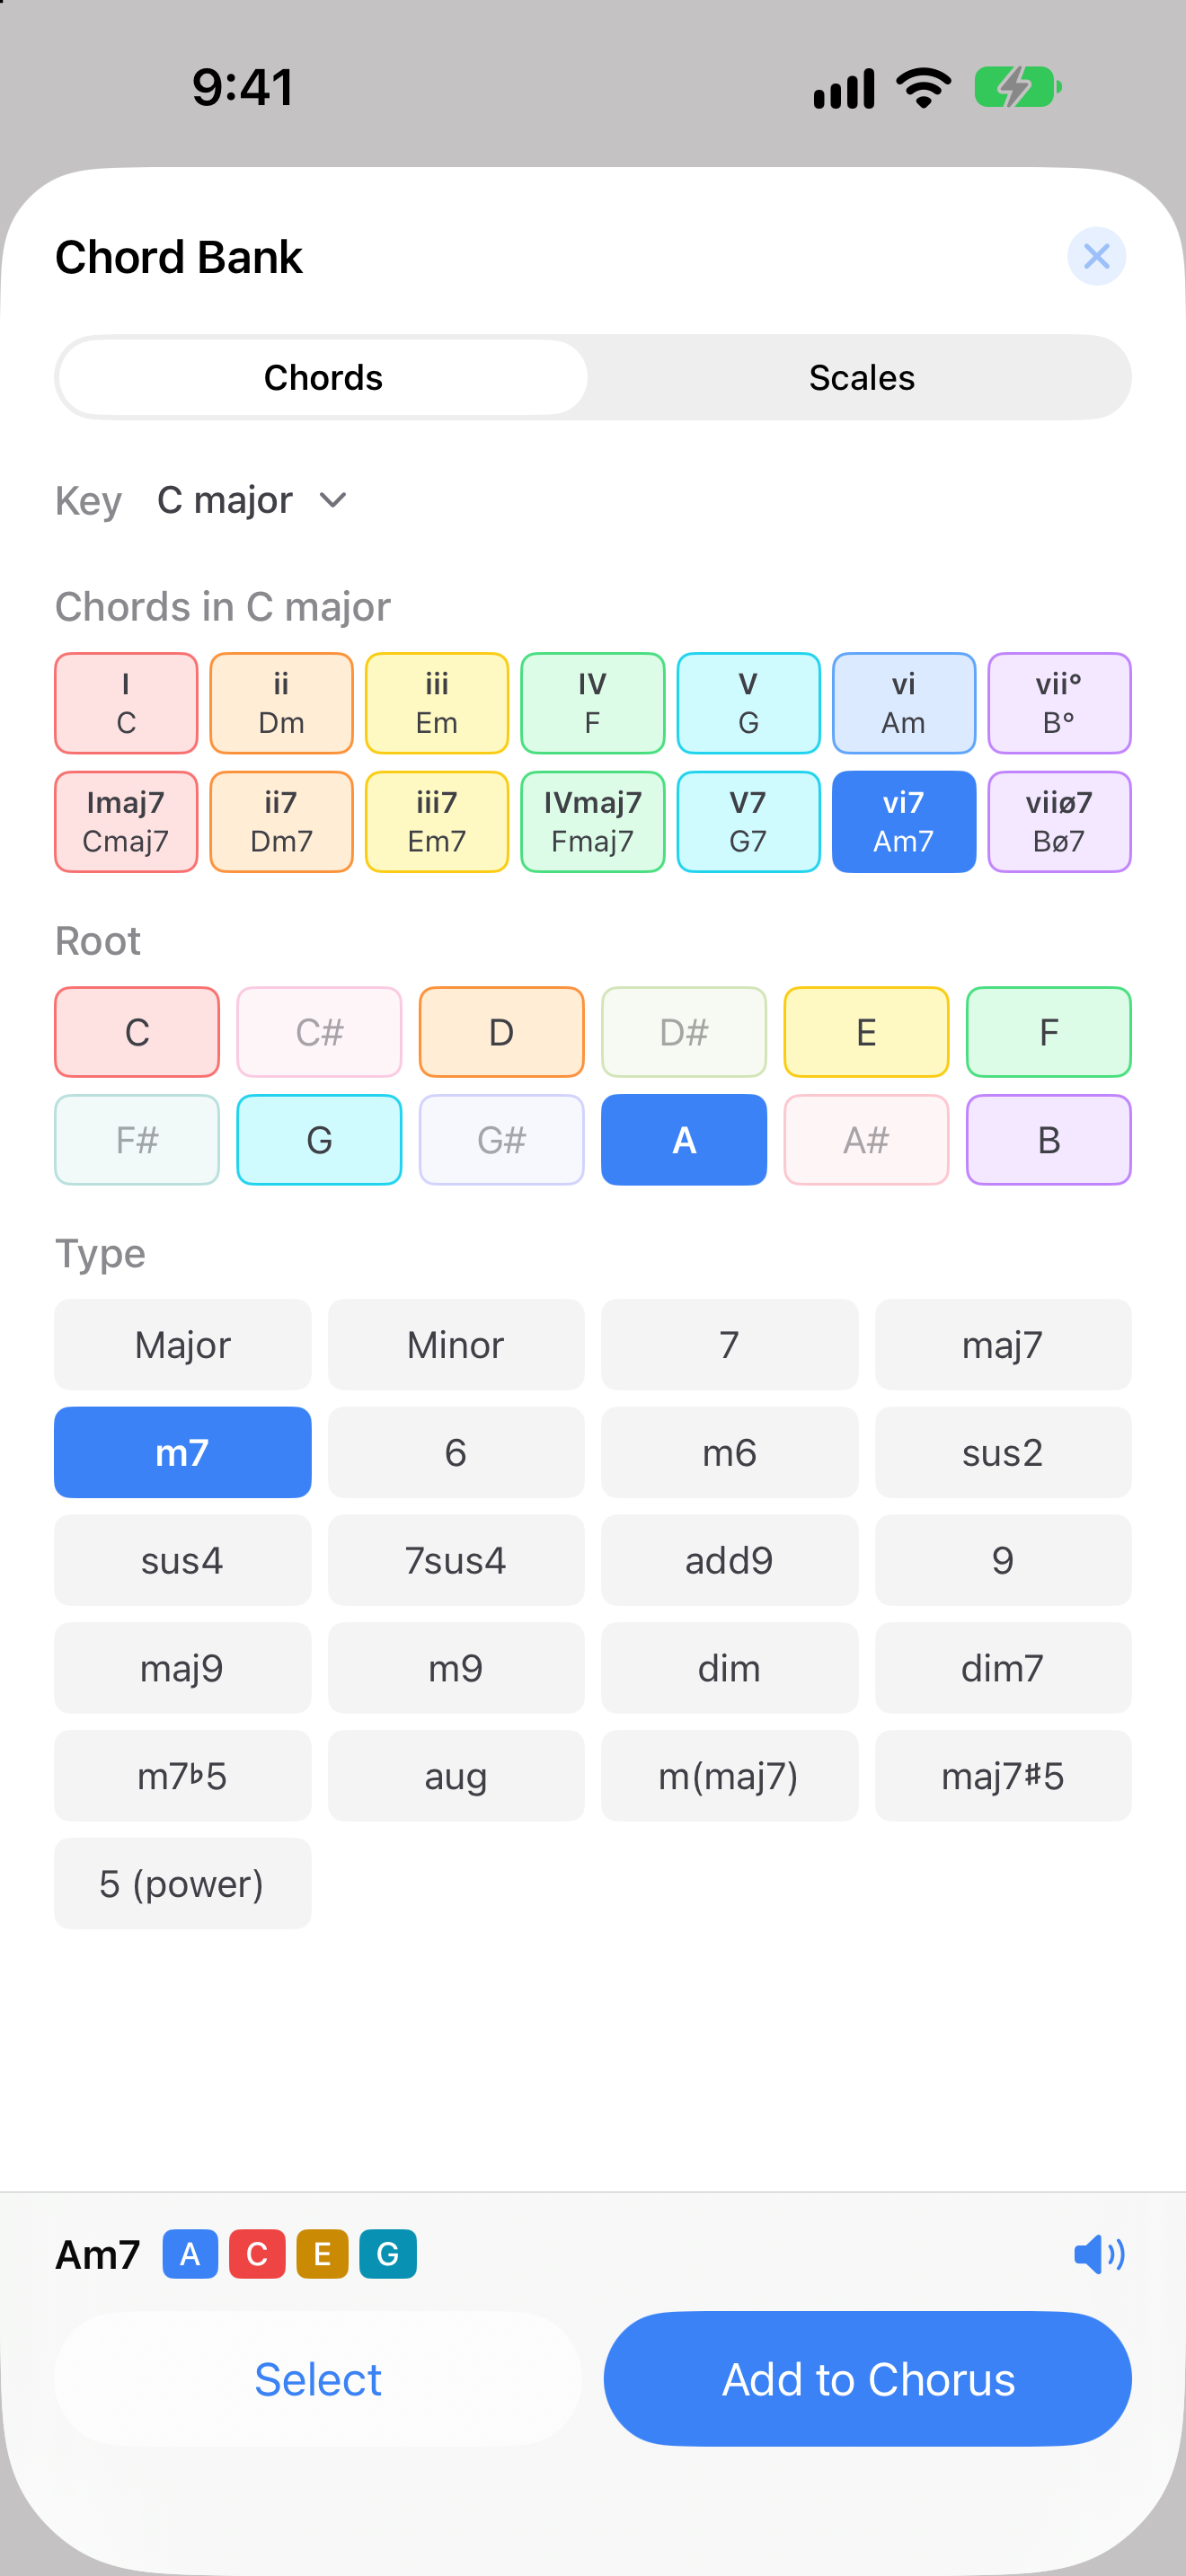 9:41
Chord Bank
Chords Scales
Key C major
Chords in C major
I ii iii IV V vi vii°
C Dm Em F G Am B°
Imaj7 ii7 iii7 IVmaj7 V7 vi7 viiø7
Cmaj7 Dm7 Em7 Fmaj7 G7 Am7 Bø7
Root
C C# D D# E F
F# G G# A A# B
Type
Major Minor 7 maj7
m7 6 m6 sus2
sus4 7sus4 add9 9
maj9 m9 dim dim7
m7♭5 aug m(maj7) maj7♯5
5 (power)
Am7 A C E G
Select Add to Chorus